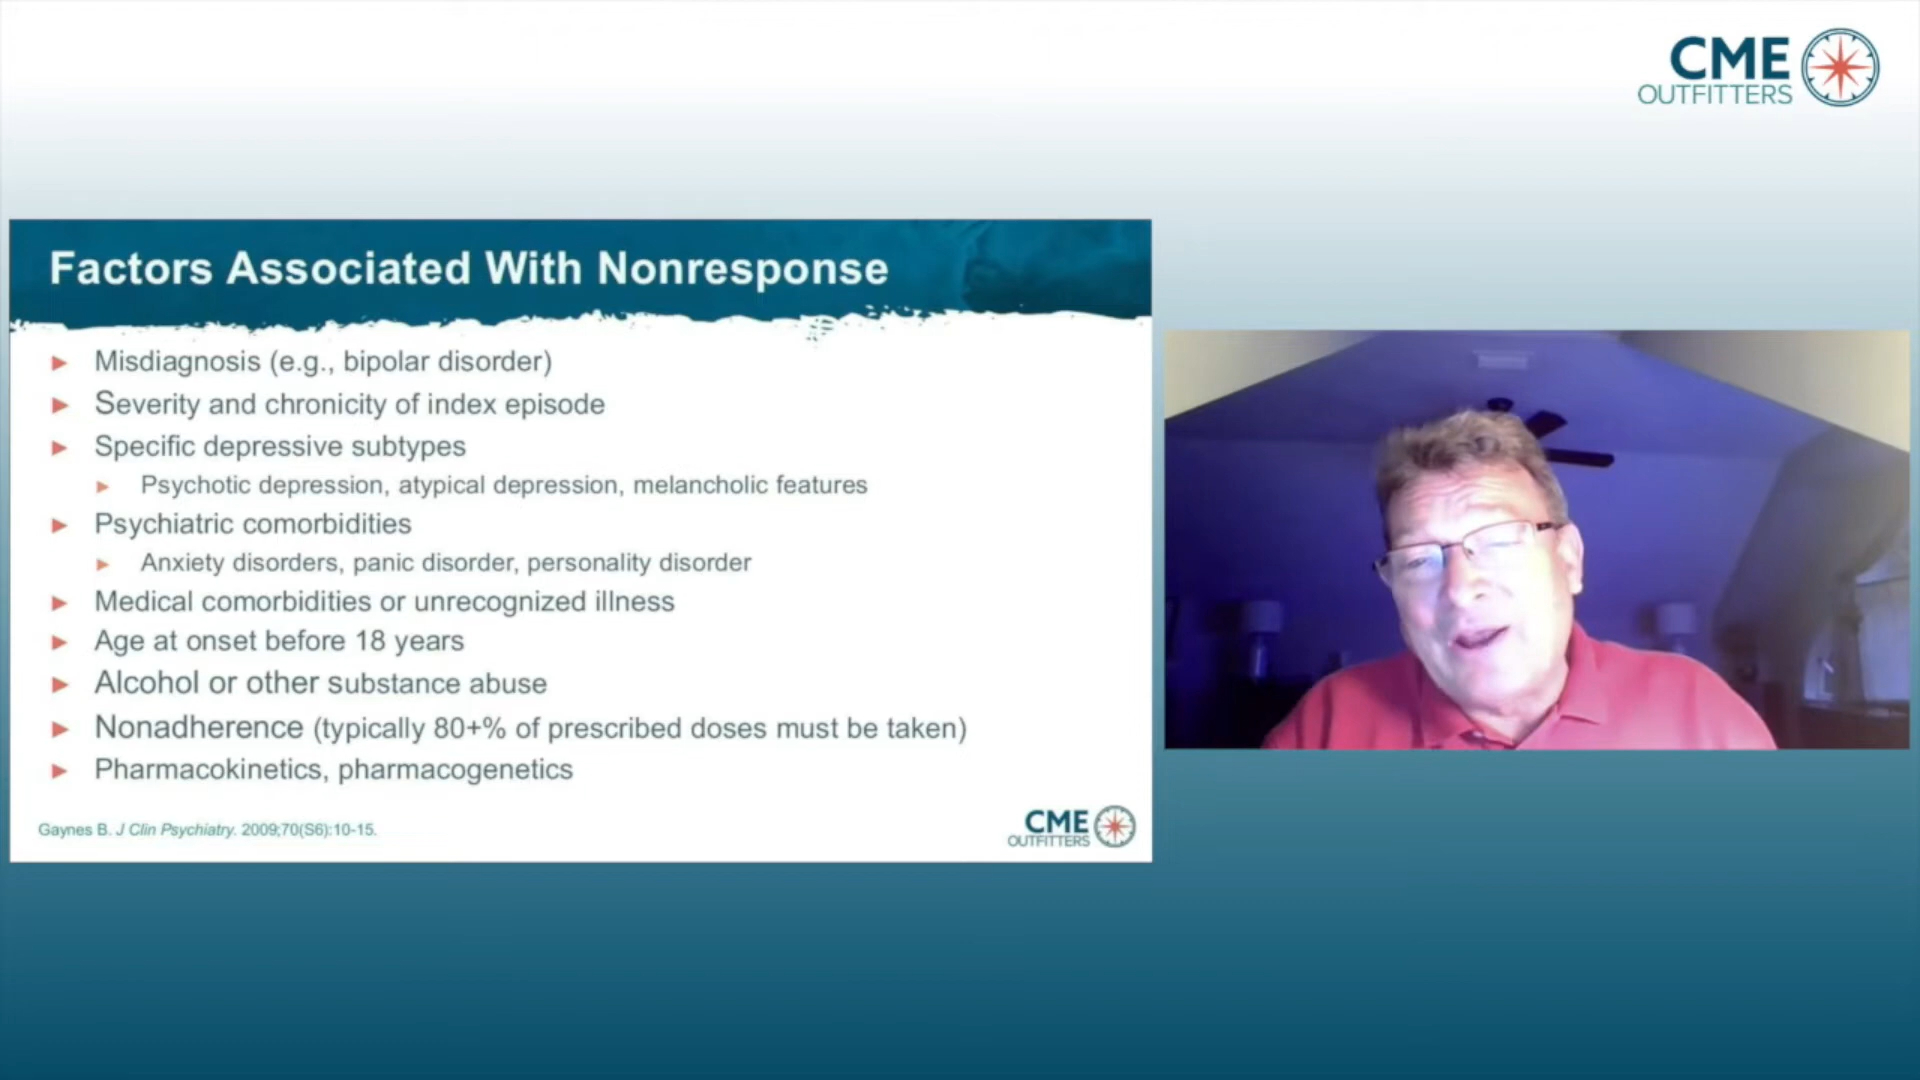 CME
OUTFITTERS
Factors Associated With Nonresponse
Misdiagnosis (e.g., bipolar disorder)
Severity and chronicity of index episode
Specific depressive subtypes
Psychotic depression, atypical depression, melancholic features
Psychiatric comorbidities
Anxiety disorders, panic disorder, personality disorder
Medical comorbidities or unrecognized illness
Age at onset before 18 years
Alcohol or other substance abuse
Nonadherence (typically 80+% of prescribed doses must be taken)
Pharmacokinetics, pharmacogenetics
Gaynes B. J Clin Psychiatry. 2009;70(S6):10-15.
CME
OUTFITTERS